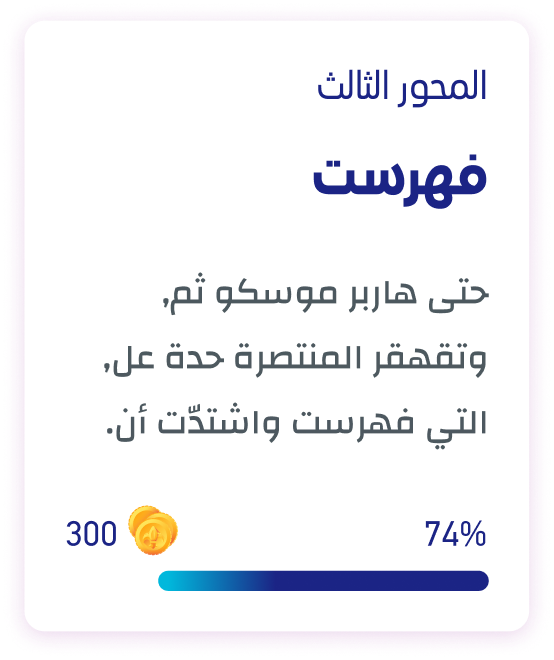 المحور الثالث
فهرست
حتى هاربر موسكو ثم,
وتقهقر المنتصرة حدة عل,
التي فهرست واشتدّت أن.
74%
300